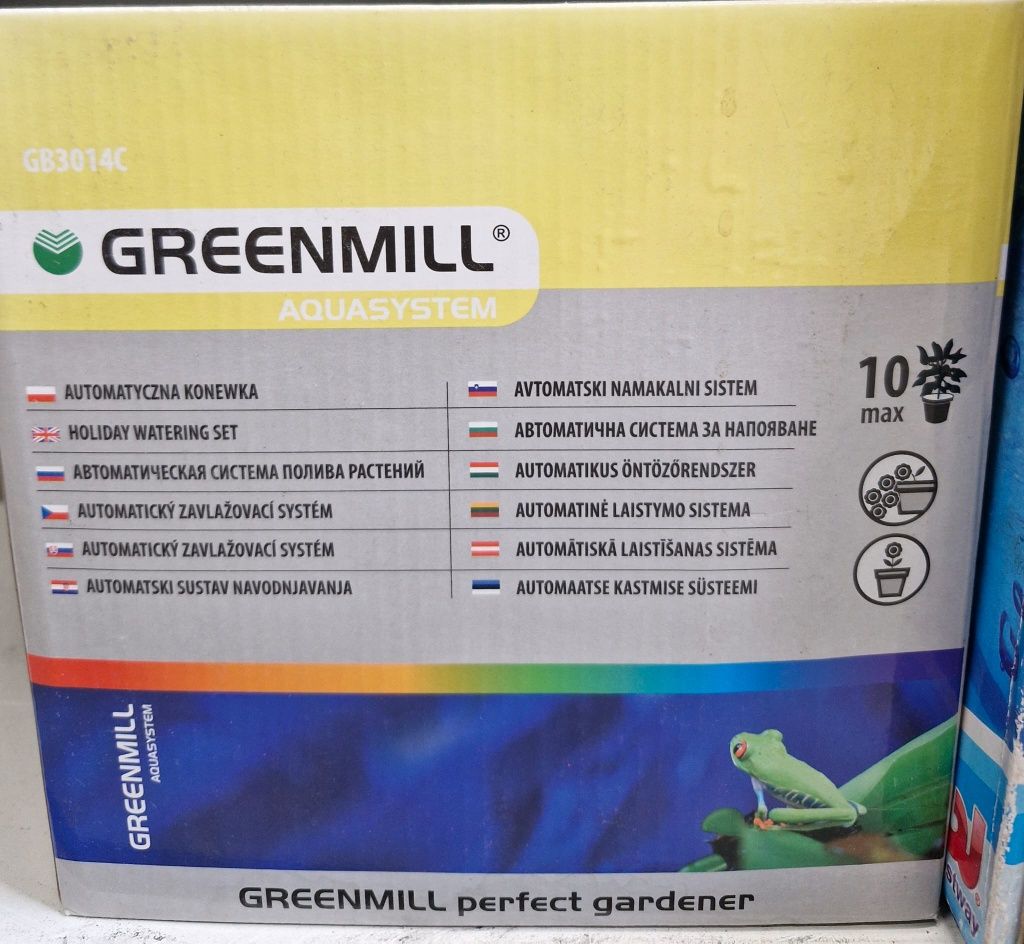 GB3014C
GREENMILL®
AQUASYSTEM
AUTOMATYCZNA KONEWKA
HOLIDAY WATERING SET
АВТОМАТИЧЕСКАЯ СИСТЕМА ПОЛИВА РАСТЕНИЙ
AUTOMATICKÝ ZAVLAŽOVACÍ SYSTÉM
AUTOMATICKÝ ZAVLAŽOVACÍ SYSTÉM
AUTOMATSKI SUSTAV NAVODNJAVANJA
AVTOMATSKI NAMAKALNI SISTEM
АВТОМАТИЧНА СИСТЕМА ЗА НАПОЯВАНЕ
AUTOMATIKUS ÖNTÖZŐRENDSZER
AUTOMATINĖ LAISTYMO SISTEMA
AUTOMĀTISKĀ LAISTĪŠANAS SISTĒMA
AUTOMAATSE KASTMISE SÜSTEEMI
10
max
GREENMILL
AQUASYSTEM
GREENMILL perfect gardener